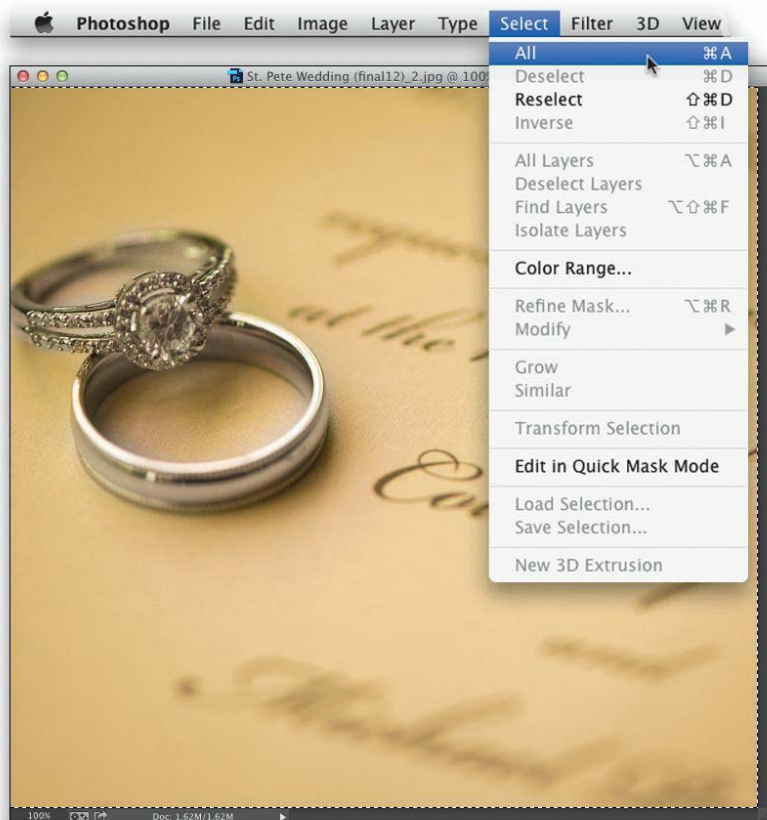 Photoshop File Edit Image Layer Type Select Filter 3D View
St. Pete Wedding (final12)_2.jpg @ 100
All ⌘A
Deselect ⌘D
Reselect ⇧⌘D
Inverse ⇧⌘I
All Layers ⌥⌘A
Deselect Layers
Find Layers ⌥⇧⌘F
Isolate Layers
Color Range...
Refine Mask... ⌥⌘R
Modify ▶
Grow
Similar
Transform Selection
Edit in Quick Mask Mode
Load Selection...
Save Selection...
New 3D Extrusion
at the
100% Doc: 1.62M/1.62M